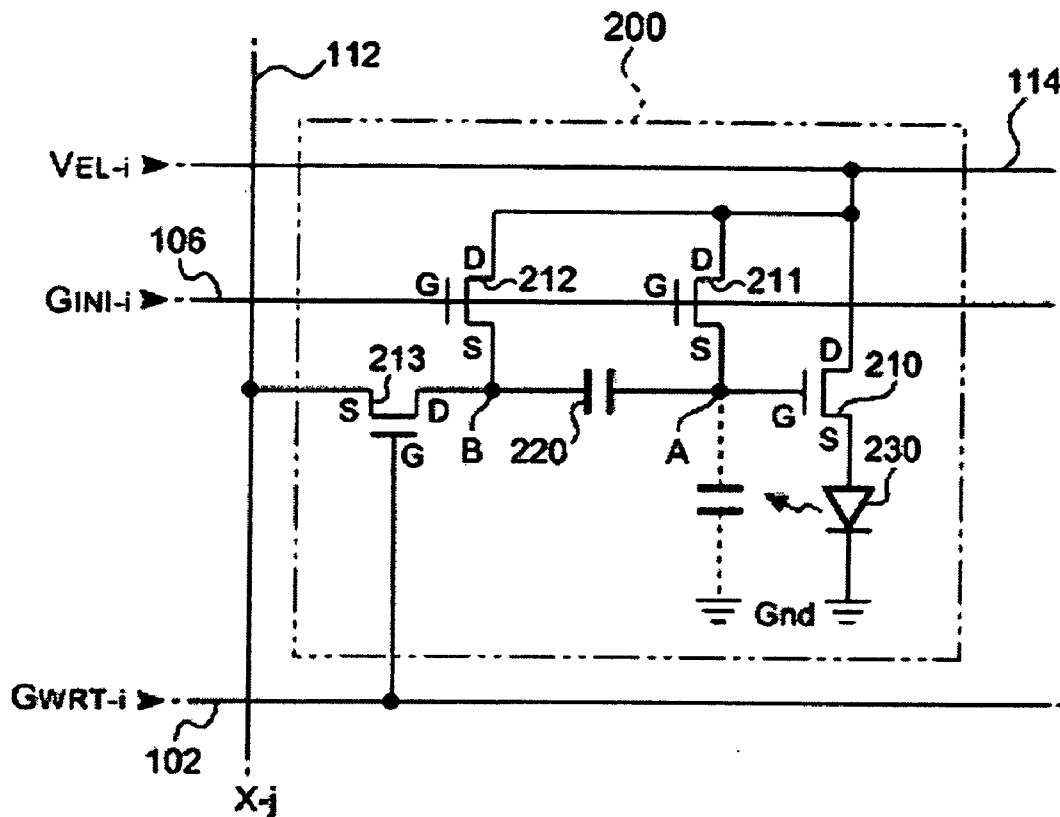 200
112
114
VEL-i
106
D
D
G
212
G
211
GINI-i
S
S
D
213
210
S
D
G
S
G
B
220
A
230
Gnd
GWRT-i
102
X-j